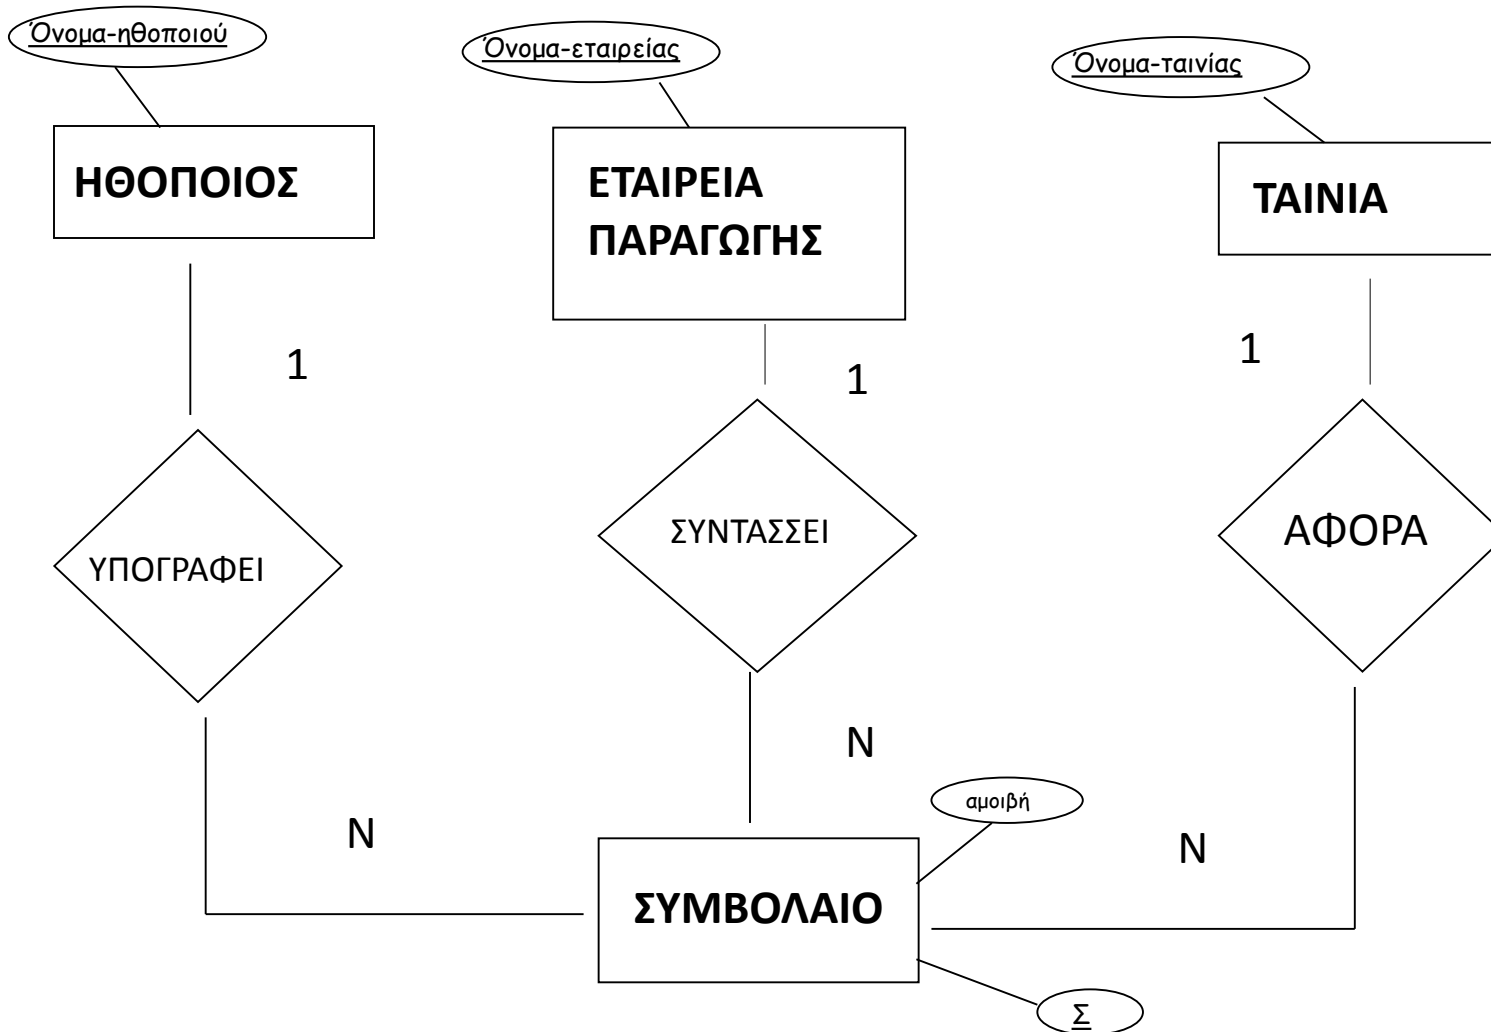 Όνομα-ηθοποιού
Όνομα-εταιρείας
Όνομα-ταινίας
ΗΘΟΠΟΙΟΣ
ΕΤΑΙΡΕΙΑ
ΠΑΡΑΓΩΓΗΣ
ΤΑΙΝΙΑ
1
1
1
ΥΠΟΓΡΑΦΕΙ
ΣΥΝΤΑΣΣΕΙ
ΑΦΟΡΑ
N
N
N
αμοιβή
ΣΥΜΒΟΛΑΙΟ
Σ